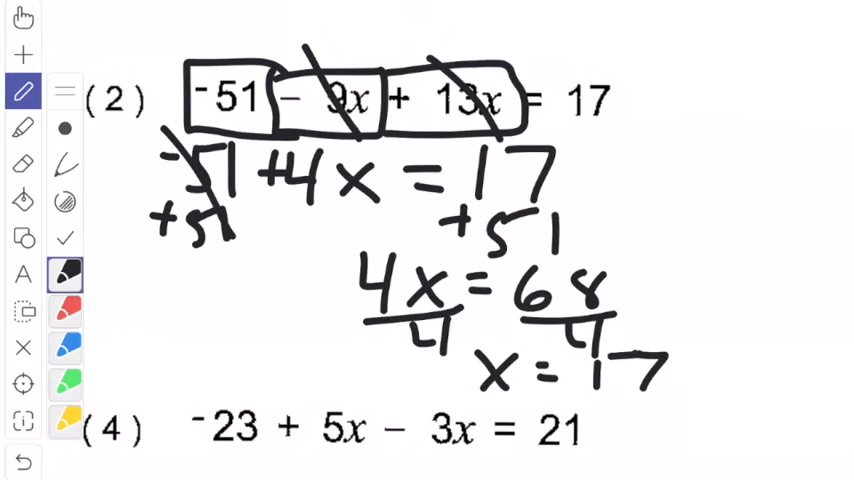 (2) -51 - 9x + 13x = 17
-51 +4x = 17
+51 +51
4x = 68
4 4
x = 17
(4) -23 + 5x - 3x = 21
A